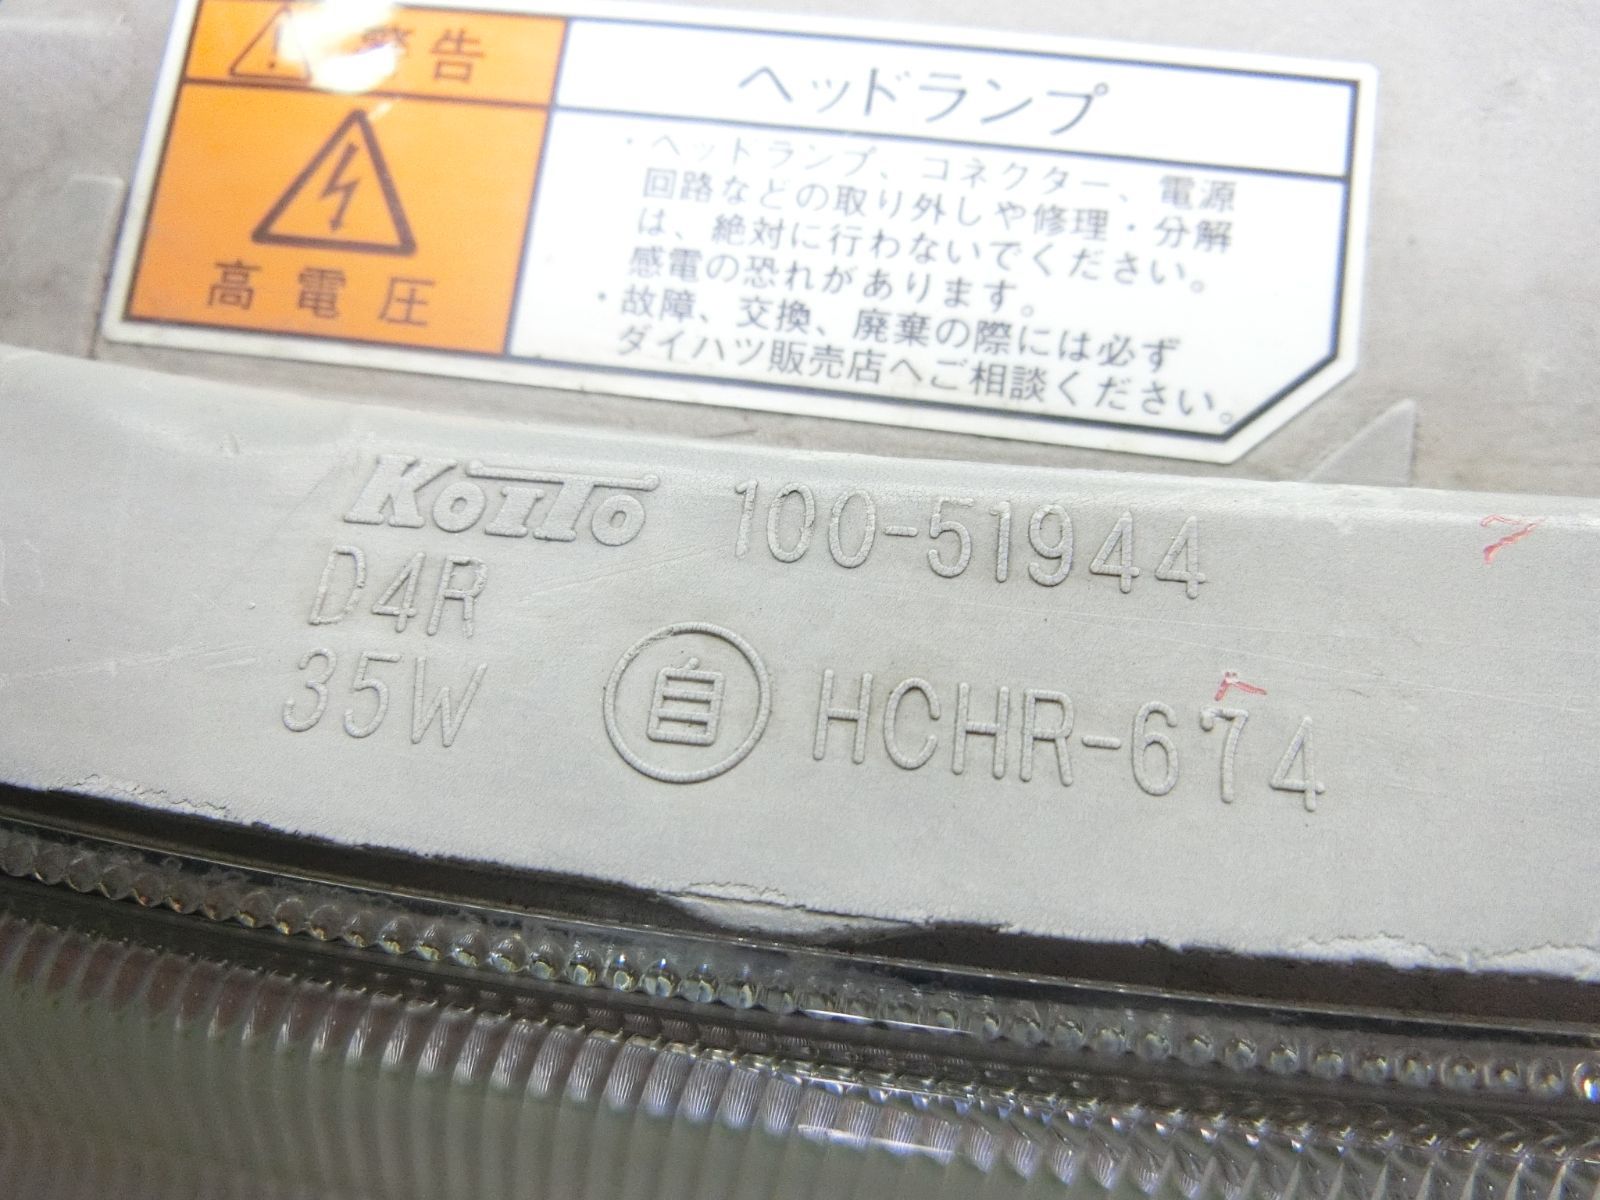 警告
高電圧
ヘッドランプ
・ヘッドランプ、コネクター、電源
回路などの取り外しや修理・分解
は、絶対に行わないでください。
感電の恐れがあります。
・故障、交換、廃棄の際には必ず
ダイハツ販売店へご相談ください。
KOITO 100-51944
D4R
35W 自 HCHR-674
7